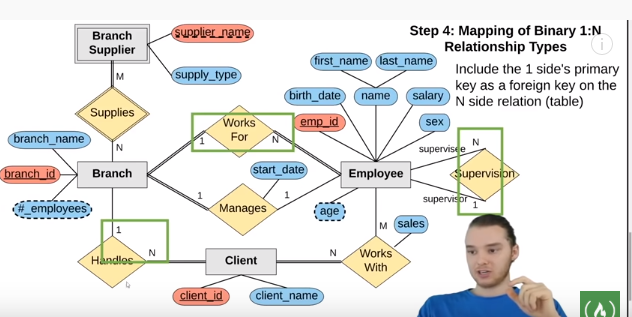 Step 4: Mapping of Binary 1:N
Relationship Types
Include the 1 side's primary
key as a foreign key on the
N side relation (table)
Branch
Supplier
supplier_name
supply_type
M
Supplies
N
first_name
last_name
birth_date
name
salary
emp_id
sex
branch_name
branch_id
#_employees
Branch
Works
For
1
N
start_date
Manages
1
1
Employee
age
supervisee
N
Supervision
supervisor
1
1
Handles
N
Client
client_id
client_name
N
Works
With
M
sales
i